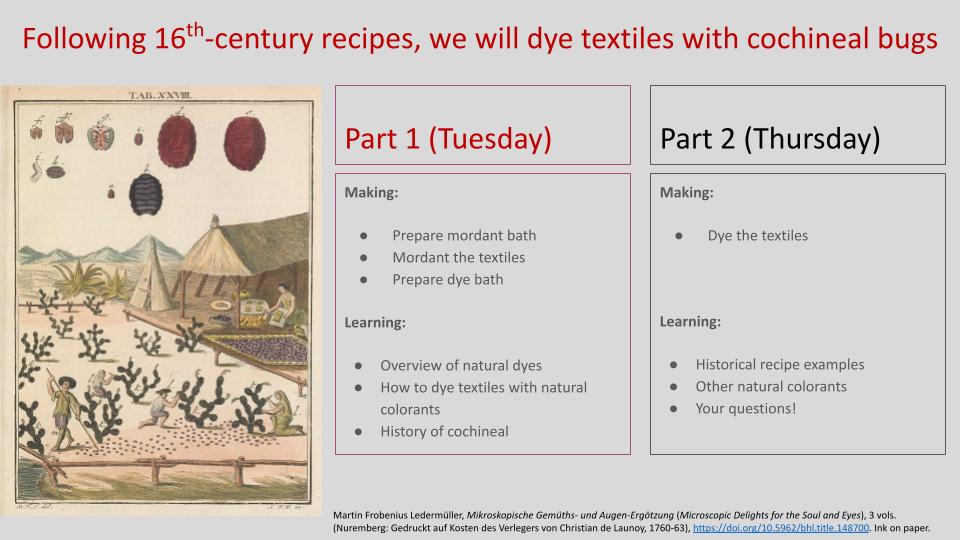 Following 16th-century recipes, we will dye textiles with cochineal bugs
TAB. XXVIII.
Part 1 (Tuesday)
Making:
● Prepare mordant bath
● Mordant the textiles
● Prepare dye bath
Learning:
● Overview of natural dyes
● How to dye textiles with natural
colorants
● History of cochineal
Part 2 (Thursday)
Making:
● Dye the textiles
Learning:
● Historical recipe examples
● Other natural colorants
● Your questions!
Martin Frobenius Ledermüller, Mikroskopische Gemüths- und Augen-Ergötzung (Microscopic Delights for the Soul and Eyes), 3 vols.
(Nuremberg: Gedruckt auf Kosten des Verlegers von Christian de Launoy, 1760-63), https://doi.org/10.5962/bhl.title.148700. Ink on paper.